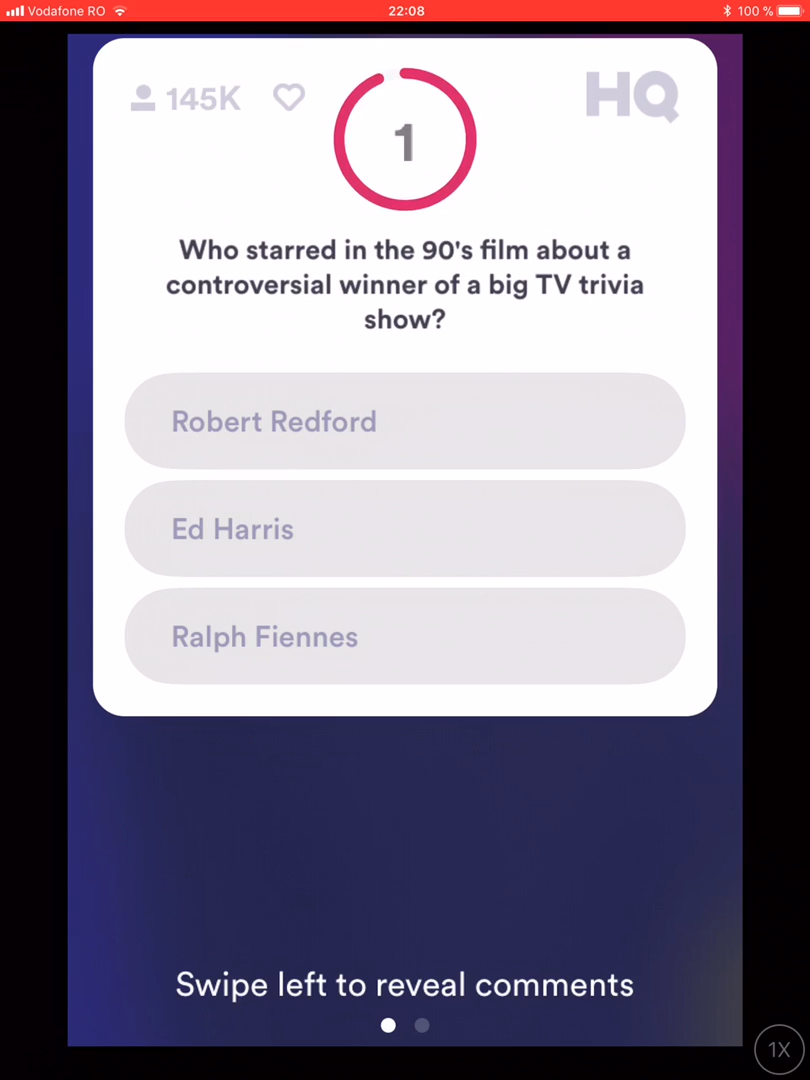 Vodafone RO 22:08 100 %
145K HQ
1
Who starred in the 90's film about a
controversial winner of a big TV trivia
show?
Robert Redford
Ed Harris
Ralph Fiennes
Swipe left to reveal comments
1X